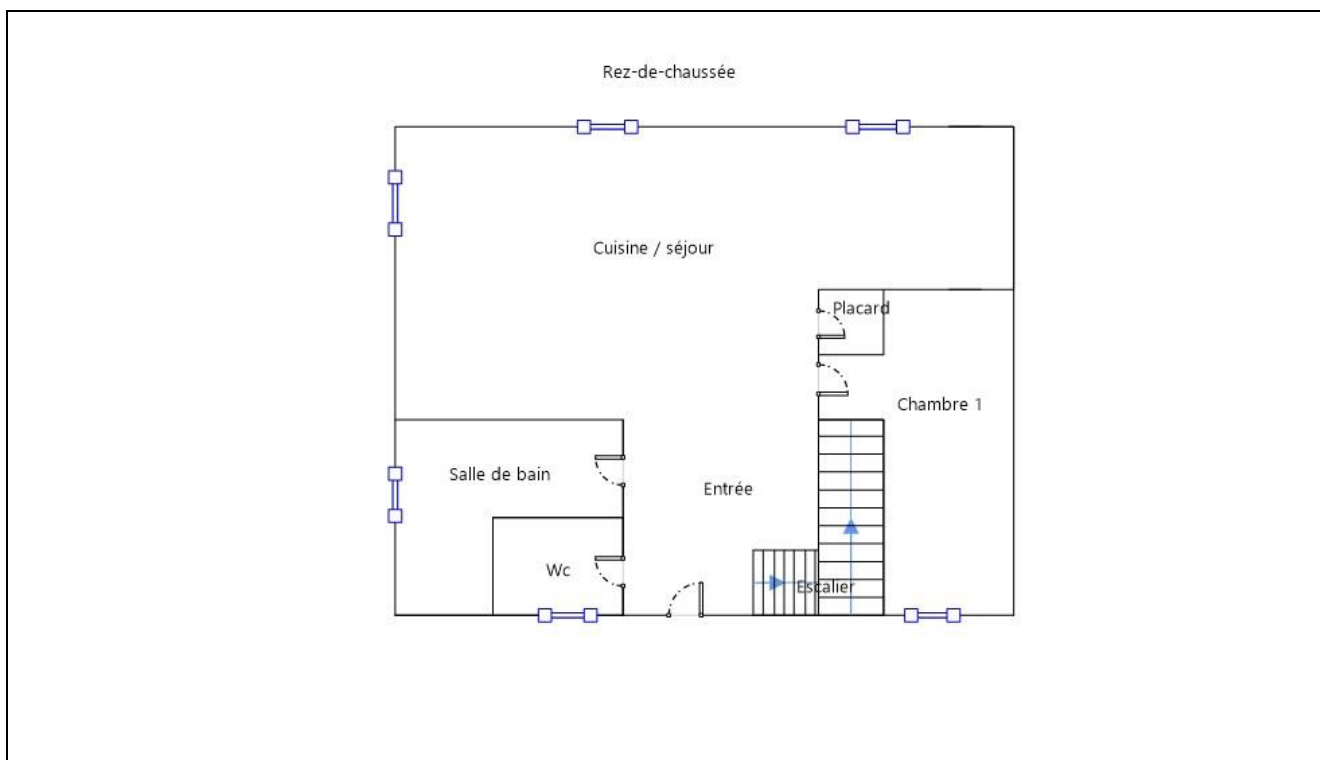 Rez-de-chaussée
Cuisine / séjour
Placard
Chambre 1
Salle de bain
Entrée
Wc
Escalier